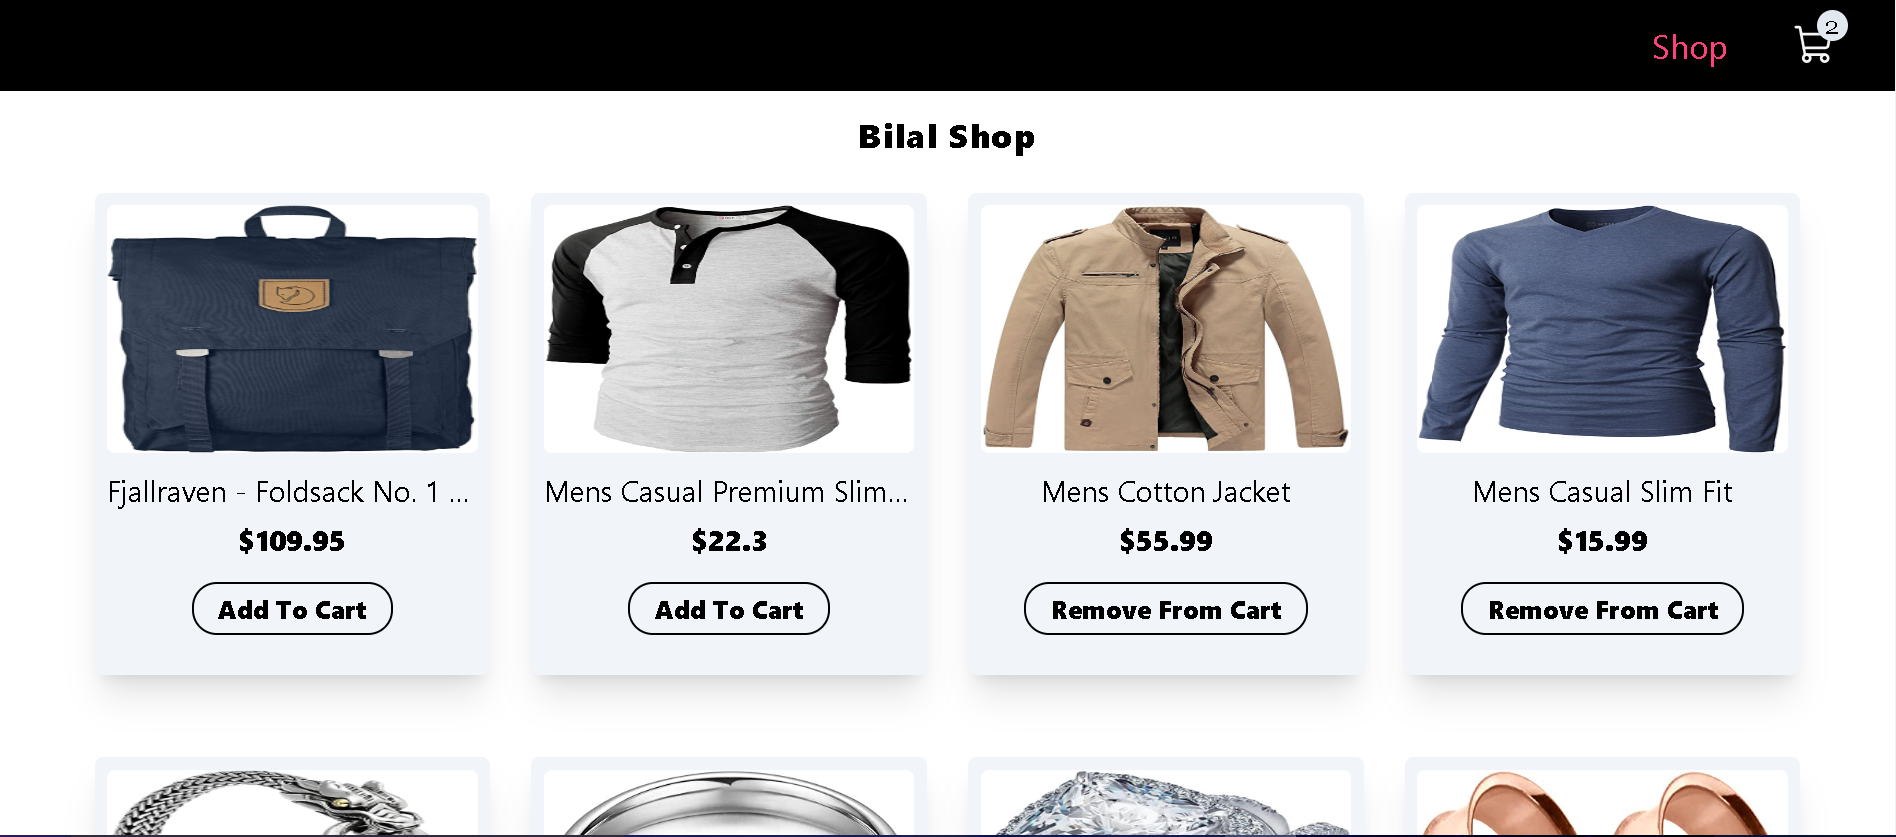 Shop
2
Bilal Shop
Fjallraven - Foldsack No. 1 ...
Mens Casual Premium Slim...
Mens Cotton Jacket
Mens Casual Slim Fit
$109.95
$22.3
$55.99
$15.99
Add To Cart
Add To Cart
Remove From Cart
Remove From Cart